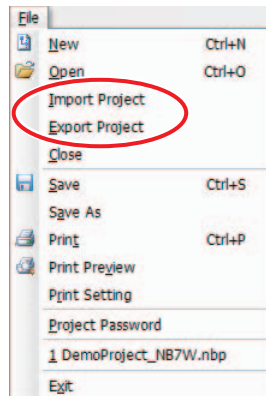 File
New Ctrl+N
Open Ctrl+O
Import Project
Export Project
Close
Save Ctrl+S
Save As
Print Ctrl+P
Print Preview
Print Setting
Project Password
1 DemoProject_NB7W.nbp
Exit